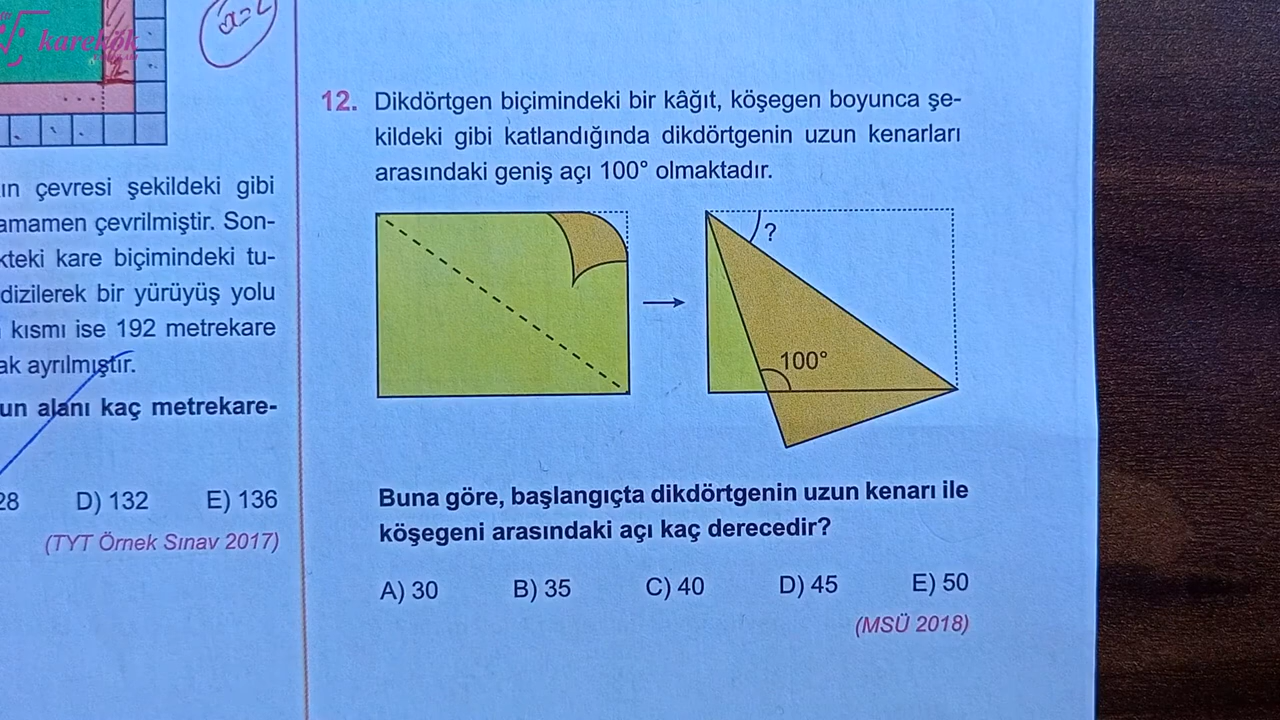 karekök
a=2
ın çevresi şekildeki gibi
amamen çevrilmiştir. Son-
kteki kare biçimindeki tu-
dizilerek bir yürüyüş yolu
kısmı ise 192 metrekare
ak ayrılmıştır.
un alanı kaç metrekare-
28 D) 132 E) 136
(TYT Örnek Sınav 2017)
12. Dikdörtgen biçimindeki bir kâğıt, köşegen boyunca şe-
kildeki gibi katlandığında dikdörtgenin uzun kenarları
arasındaki geniş açı 100° olmaktadır.
?
100°
Buna göre, başlangıçta dikdörtgenin uzun kenarı ile
köşegeni arasındaki açı kaç derecedir?
A) 30 B) 35 C) 40 D) 45 E) 50
(MSÜ 2018)